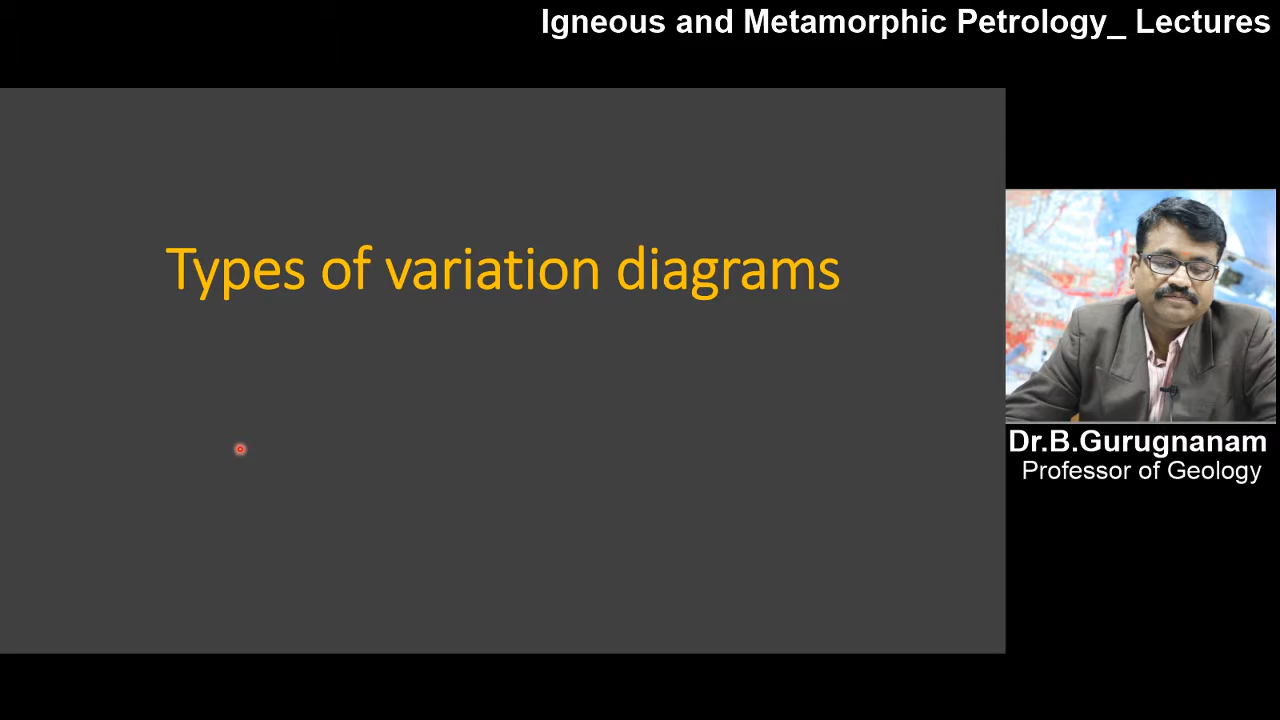 Igneous and Metamorphic Petrology_ Lectures
Types of variation diagrams
Dr.B.Gurugnanam
Professor of Geology